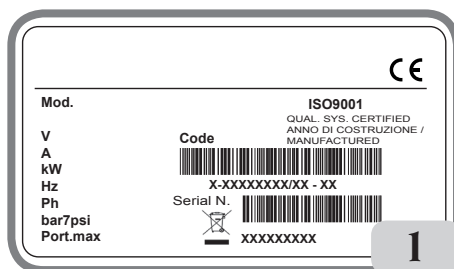 CE
Mod.
ISO9001
QUAL. SYS. CERTIFIED
ANNO DI COSTRUZIONE /
MANUFACTURED
V
Code
A
kW
Hz
X-XXXXXXXX/XX - XX
Ph
Serial N.
bar7psi
Port.max
XXXXXXXXX
1